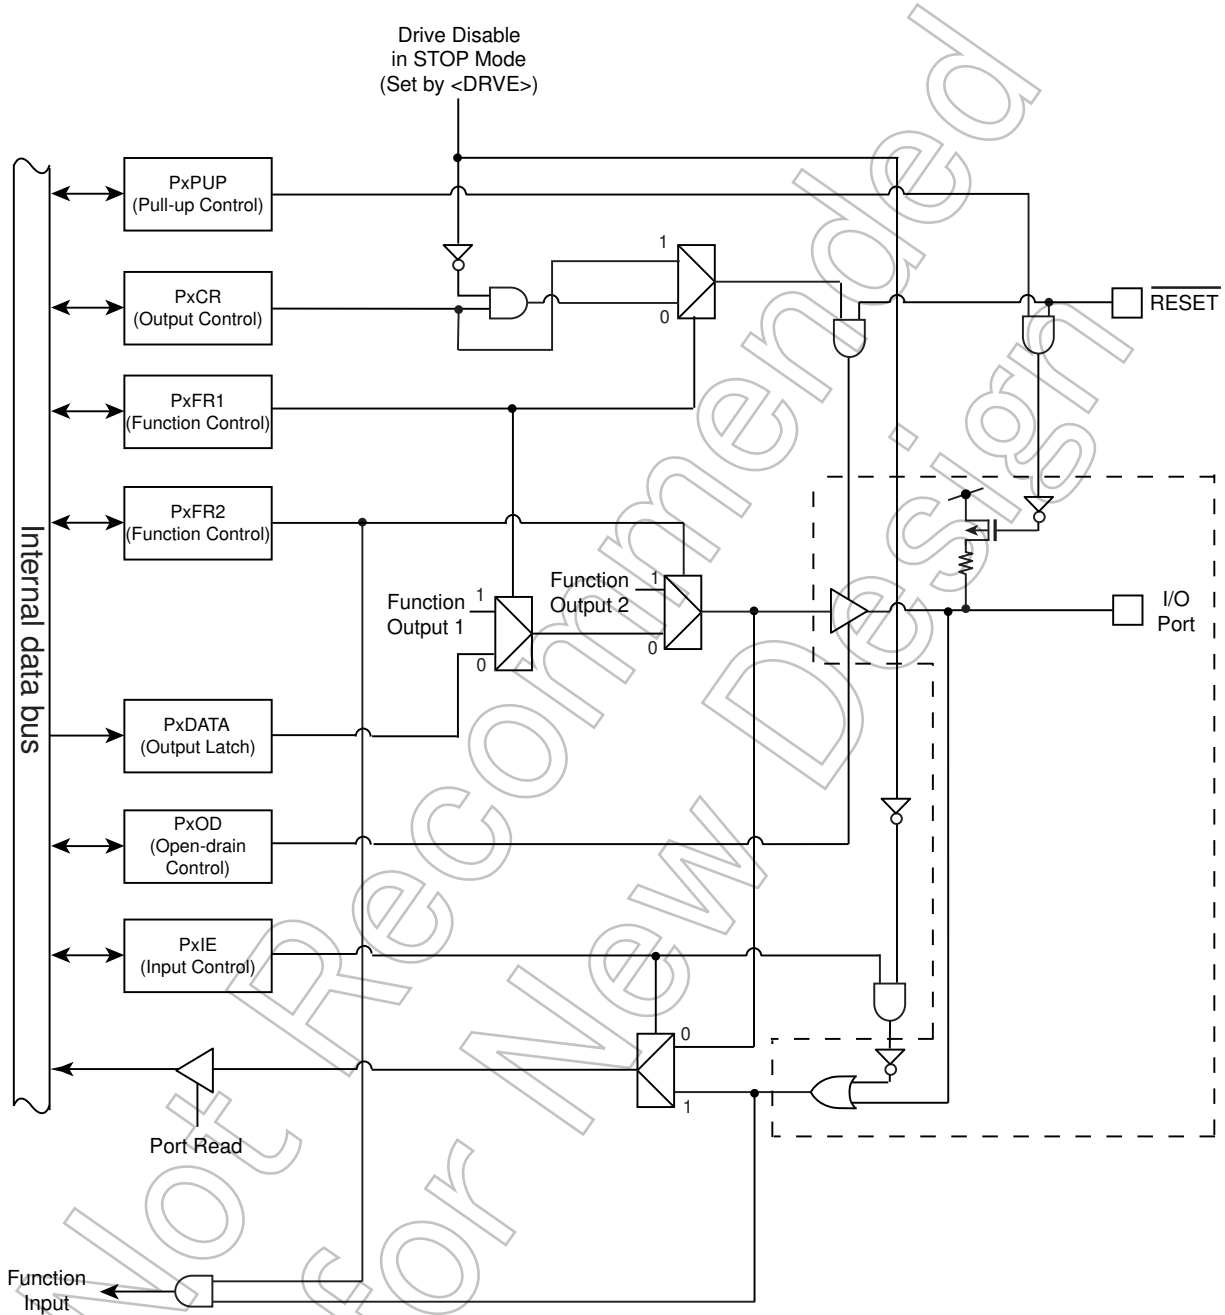 Drive Disable
in STOP Mode
(Set by <DRVE>)
PxPUP
(Pull-up Control)
1
PxCR
(Output Control)
0
RESET
PxFR1
(Function Control)
PxFR2
(Function Control)
Internal data bus
Function
Output 1
1
0
Function
Output 2
1
0
I/O
Port
PxDATA
(Output Latch)
PxOD
(Open-drain
Control)
PxIE
(Input Control)
0
1
Port Read
Function
Input
Not Recommended
for New Design